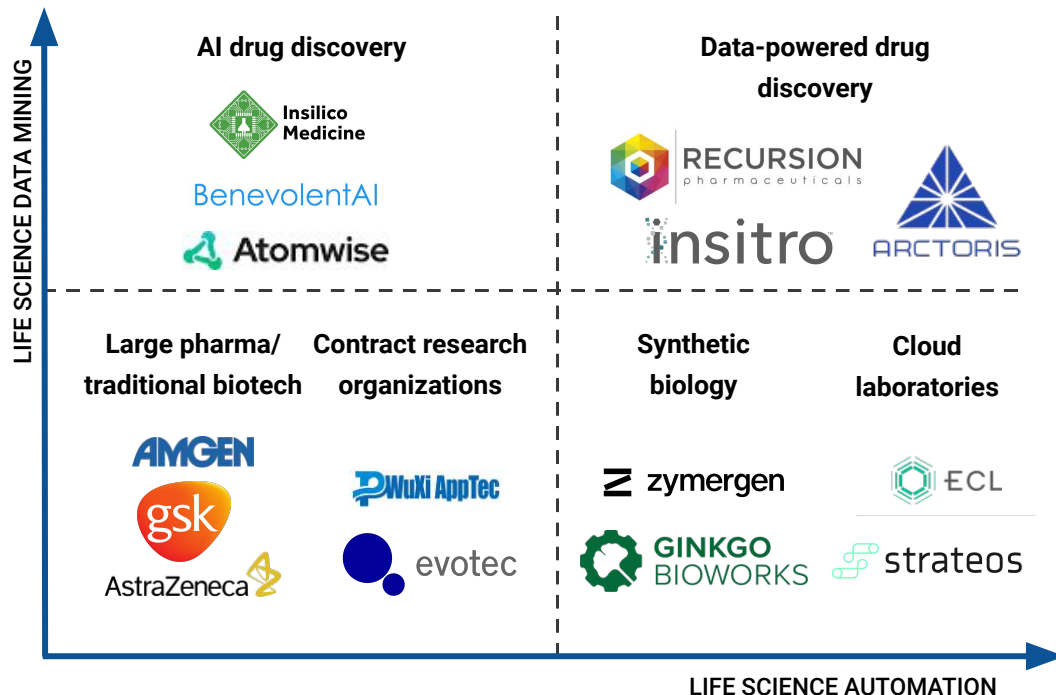 LIFE SCIENCE DATA MINING
AI drug discovery
Insilico
Medicine
BenevolentAI
Atomwise
Data-powered drug
discovery
RECURSION
pharmaceuticals
insitro™
ARCTORIS
Large pharma/
traditional biotech
AMGEN
gsk
AstraZeneca
Contract research
organizations
WuXi AppTec
evotec
Synthetic
biology
zymergen
GINKGO
BIOWORKS
Cloud
laboratories
ECL
strateos
LIFE SCIENCE AUTOMATION